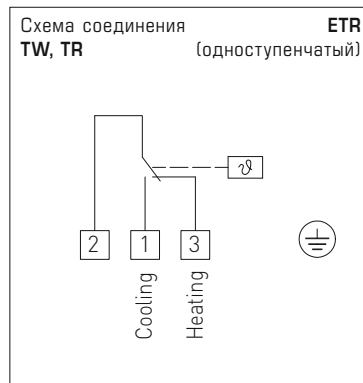 Схема соединения ETR
TW, TR (одноступенчатый)
ϑ
2 1 3
Cooling
Heating